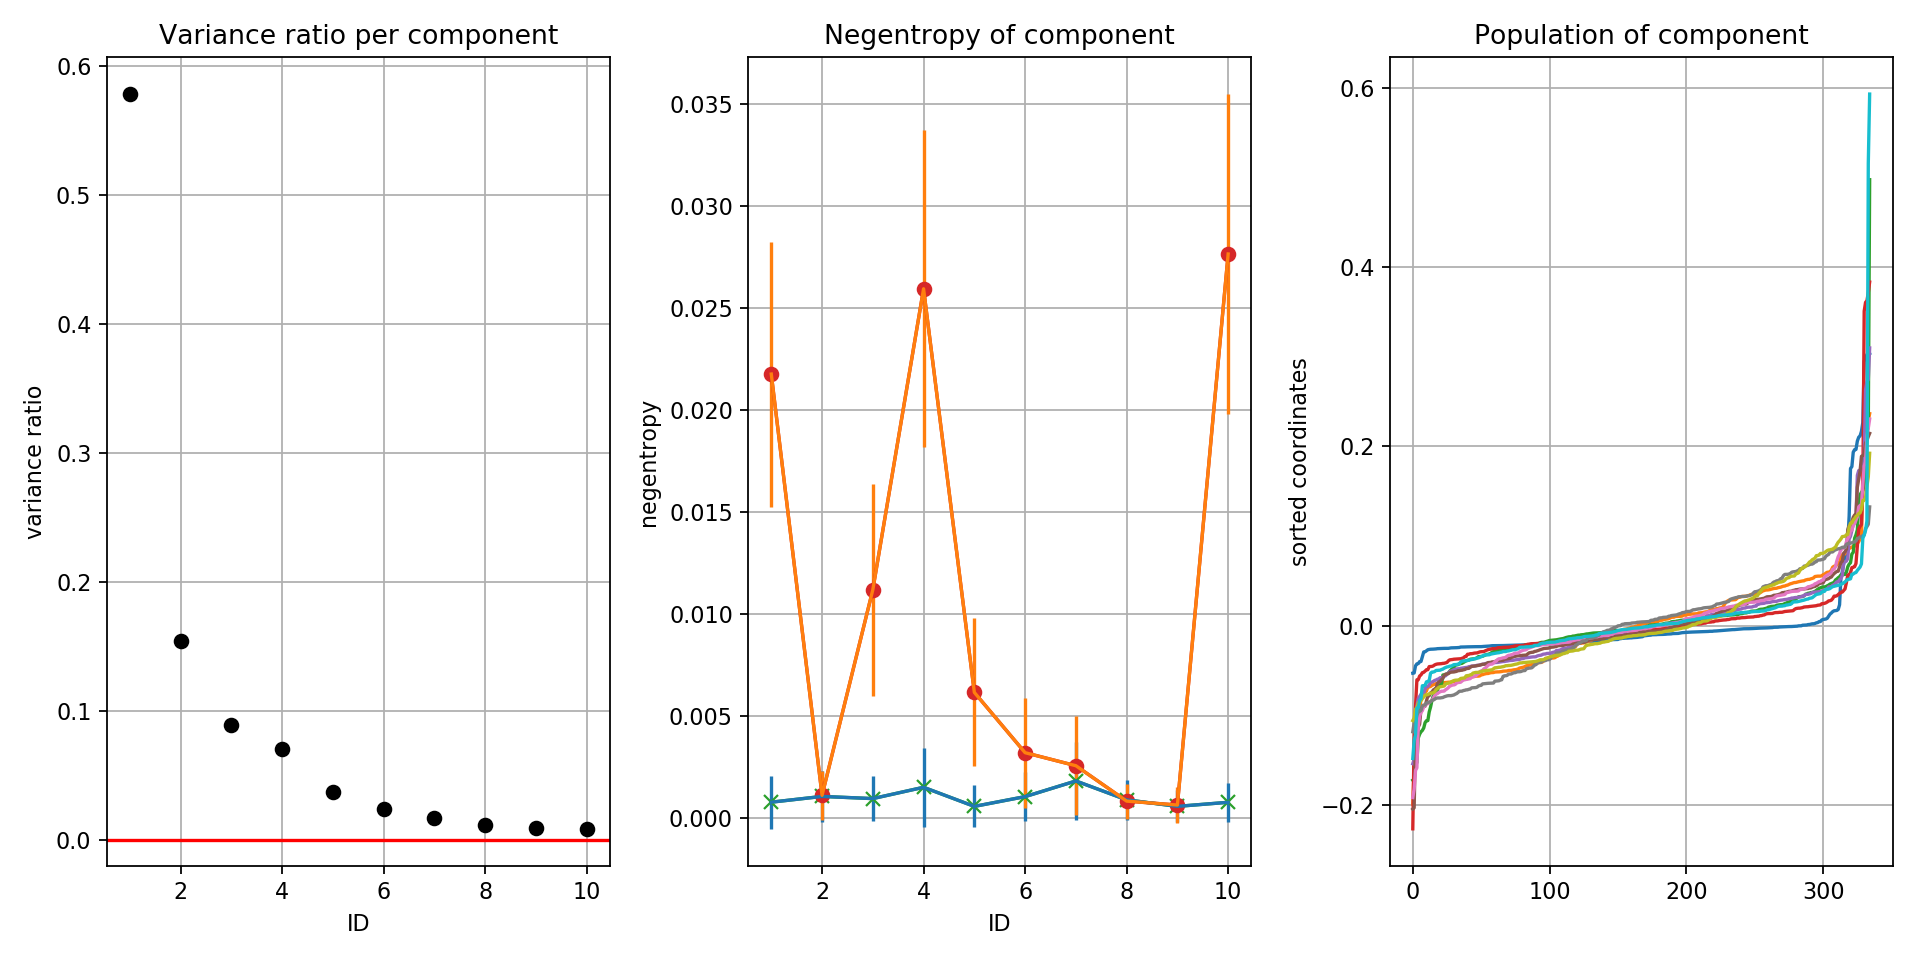 Variance ratio per component
variance ratio
0.6
0.5
0.4
0.3
0.2
0.1
0.0
2 4 6 8 10
ID
Negentropy of component
negentropy
0.035
0.030
0.025
0.020
0.015
0.010
0.005
0.000
2 4 6 8 10
ID
Population of component
sorted coordinates
0.6
0.4
0.2
0.0
−0.2
0 100 200 300